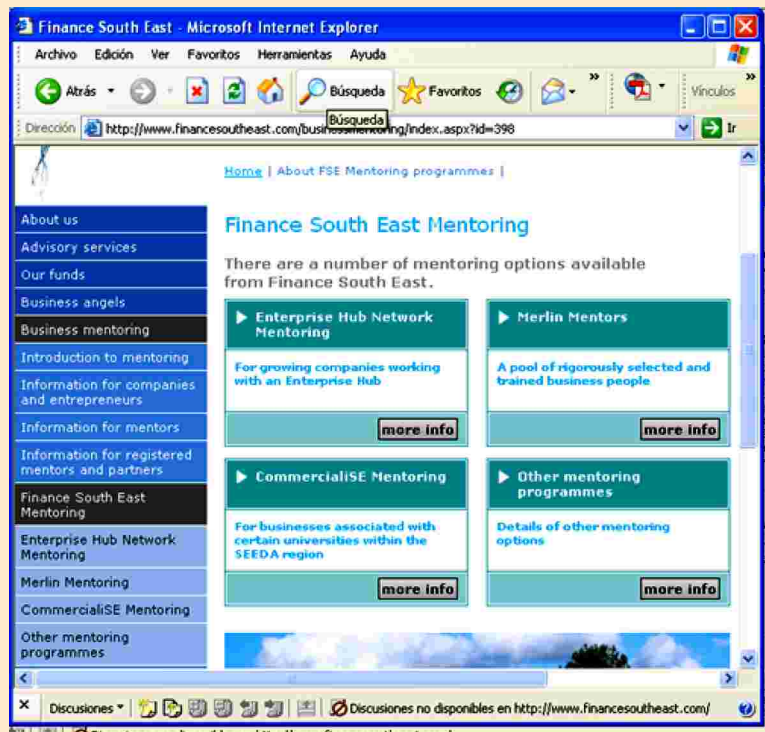 Finance South East - Microsoft Internet Explorer
Archivo Edición Ver Favoritos Herramientas Ayuda
Atrás Búsqueda Favoritos » Vínculos »
Búsqueda
Dirección http://www.financesoutheast.com/businessmentoring/index.aspx?id=398 Ir
Home | About FSE Mentoring programmes |
About us
Advisory services
Our funds
Business angels
Business mentoring
Introduction to mentoring
Information for companies
and entrepreneurs
Information for mentors
Information for registered
mentors and partners
Finance South East
Mentoring
Enterprise Hub Network
Mentoring
Merlin Mentoring
CommercialiSE Mentoring
Other mentoring
programmes
Finance South East Mentoring
There are a number of mentoring options available
from Finance South East.
Enterprise Hub Network
Mentoring
For growing companies working
with an Enterprise Hub
more info
Merlin Mentors
A pool of rigorously selected and
trained business people
more info
CommercialiSE Mentoring
For businesses associated with
certain universities within the
SEEDA region
more info
Other mentoring
programmes
Details of other mentoring
options
more info
Discusiones Discusiones no disponibles en http://www.financesoutheast.com/